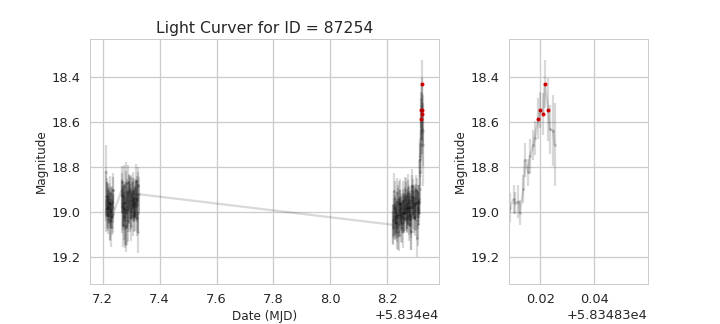 Light Curver for ID = 87254
Magnitude
18.4
18.6
18.8
19.0
19.2
7.2 7.4 7.6 7.8 8.0 8.2
Date (MJD)
+5.834e4
Magnitude
18.4
18.6
18.8
19.0
19.2
0.02 0.04
+5.83483e4